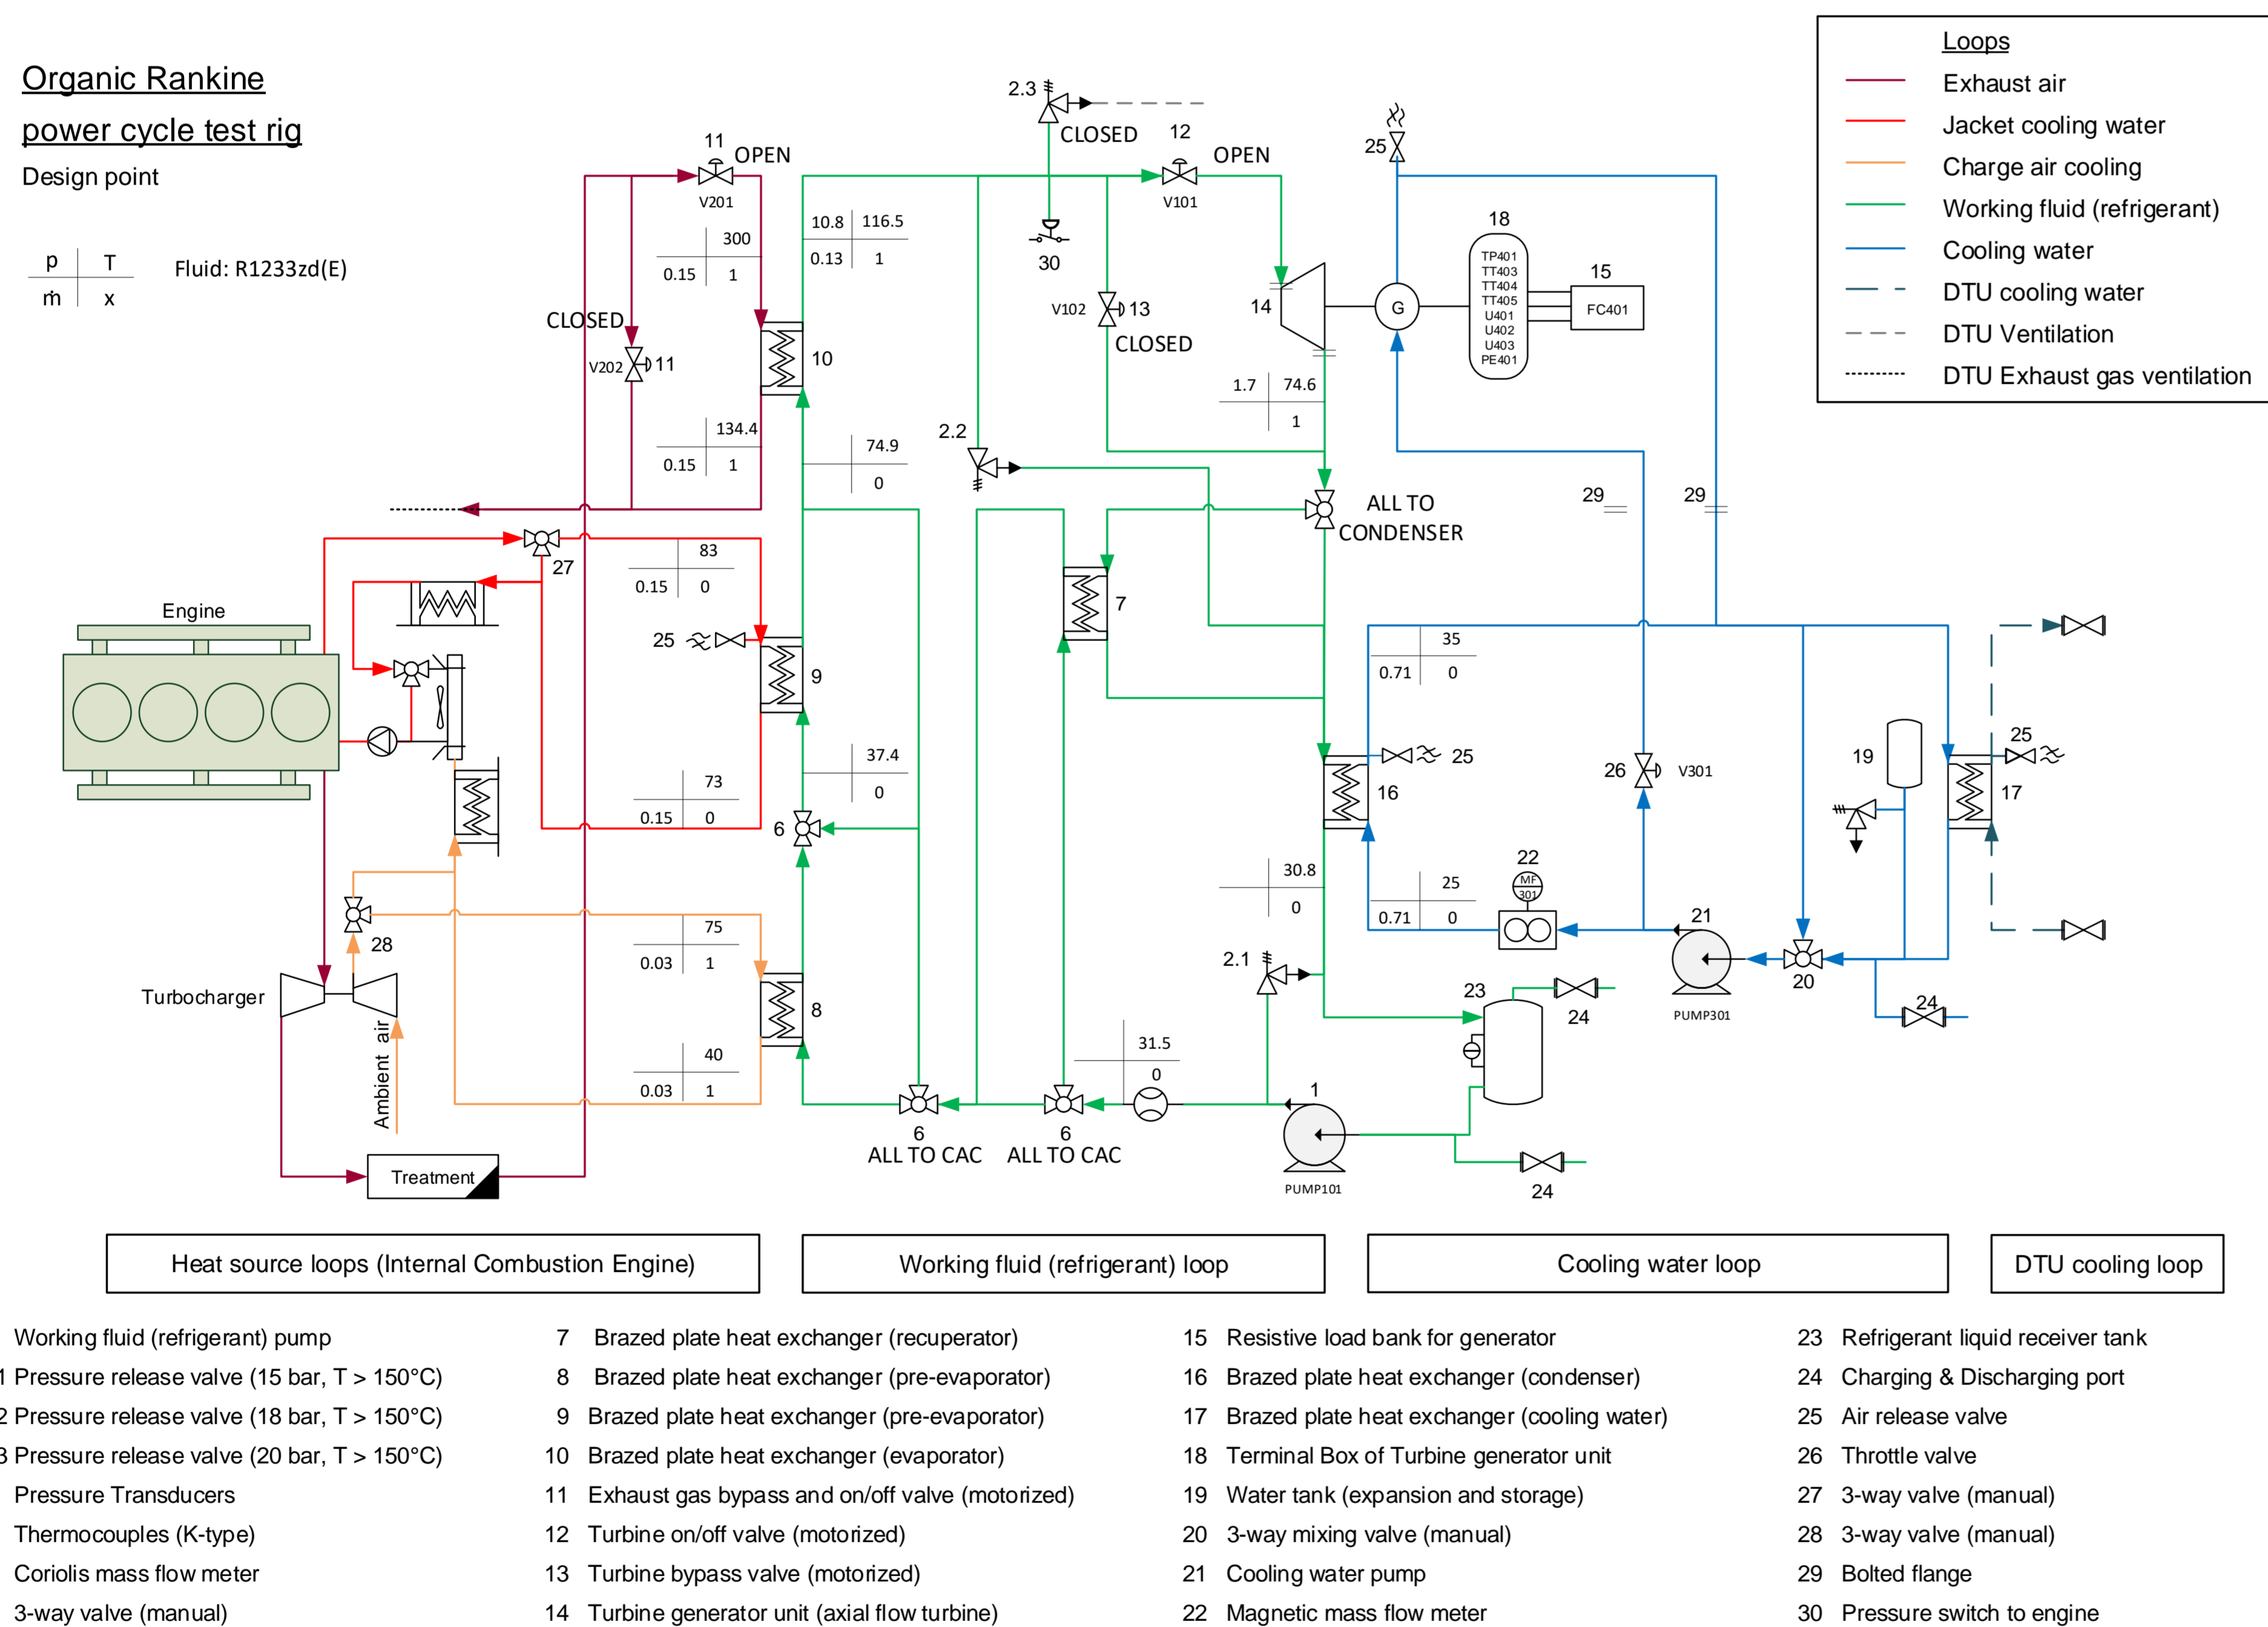 Organic Rankine
power cycle test rig
Design point
p T
ṁ x
Fluid: R1233zd(E)
Loops
Exhaust air
Jacket cooling water
Charge air cooling
Working fluid (refrigerant)
Cooling water
DTU cooling water
DTU Ventilation
DTU Exhaust gas ventilation
2.3
CLOSED
11
OPEN
V201
12
OPEN
V101
25
30
300
0.15 1
10.8 116.5
0.13 1
CLOSED
V202
11
10
V102
13
CLOSED
14
G
18
TP401
TT403
TT404
TT405
U401
U402
U403
PE401
15
FC401
134.4
0.15 1
74.9
0
2.2
1.7 74.6
1
ALL TO
CONDENSER
29
29
27
83
0.15 0
Engine
25
9
7
35
0.71 0
73
0.15 0
37.4
0
6
16
25
26
V301
19
25
17
28
75
0.03 1
30.8
0
25
0.71 0
22
MF
301
21
PUMP301
20
24
Turbocharger
Ambient air
8
40
0.03 1
2.1
31.5
0
23
24
6
ALL TO CAC
6
ALL TO CAC
1
PUMP101
24
Treatment
Heat source loops (Internal Combustion Engine)
Working fluid (refrigerant) loop
Cooling water loop
DTU cooling loop
Working fluid (refrigerant) pump
1 Pressure release valve (15 bar, T > 150°C)
2 Pressure release valve (18 bar, T > 150°C)
3 Pressure release valve (20 bar, T > 150°C)
Pressure Transducers
Thermocouples (K-type)
Coriolis mass flow meter
3-way valve (manual)
7 Brazed plate heat exchanger (recuperator)
8 Brazed plate heat exchanger (pre-evaporator)
9 Brazed plate heat exchanger (pre-evaporator)
10 Brazed plate heat exchanger (evaporator)
11 Exhaust gas bypass and on/off valve (motorized)
12 Turbine on/off valve (motorized)
13 Turbine bypass valve (motorized)
14 Turbine generator unit (axial flow turbine)
15 Resistive load bank for generator
16 Brazed plate heat exchanger (condenser)
17 Brazed plate heat exchanger (cooling water)
18 Terminal Box of Turbine generator unit
19 Water tank (expansion and storage)
20 3-way mixing valve (manual)
21 Cooling water pump
22 Magnetic mass flow meter
23 Refrigerant liquid receiver tank
24 Charging & Discharging port
25 Air release valve
26 Throttle valve
27 3-way valve (manual)
28 3-way valve (manual)
29 Bolted flange
30 Pressure switch to engine